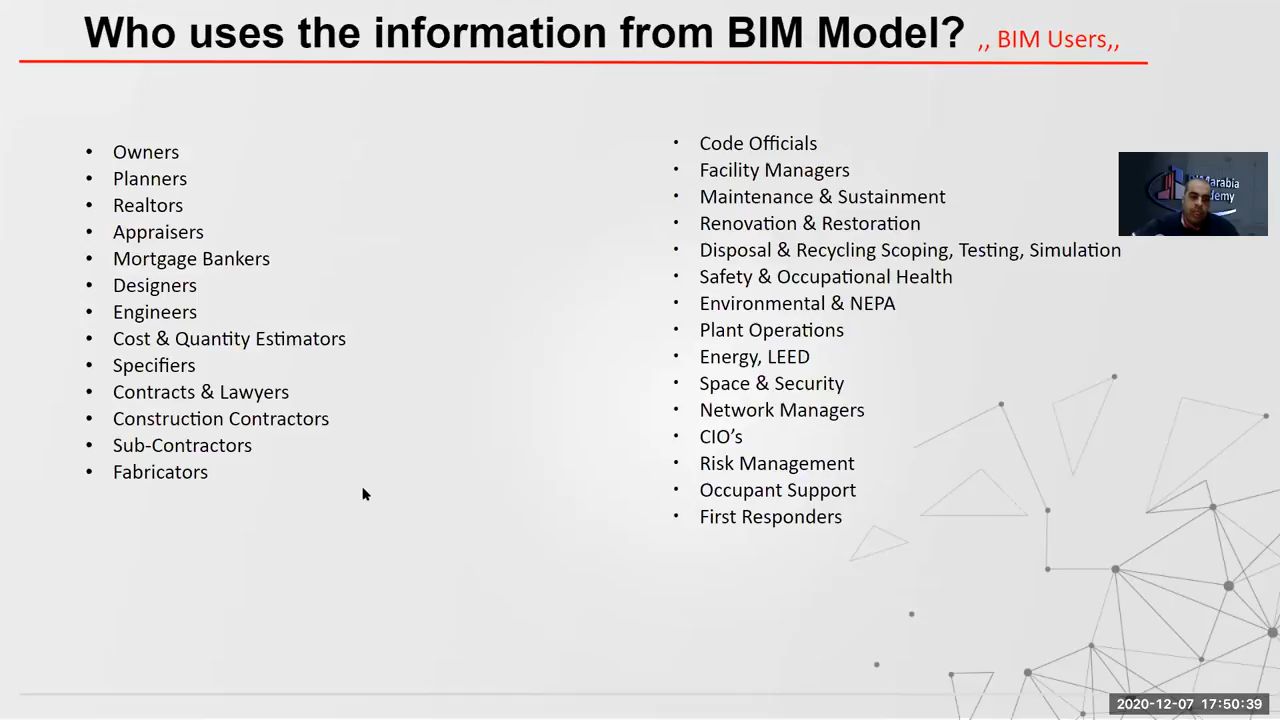 Who uses the information from BIM Model? ,, BIM Users,,
• Owners
• Planners
• Realtors
• Appraisers
• Mortgage Bankers
• Designers
• Engineers
• Cost & Quantity Estimators
• Specifiers
• Contracts & Lawyers
• Construction Contractors
• Sub-Contractors
• Fabricators
• Code Officials
• Facility Managers
• Maintenance & Sustainment
• Renovation & Restoration
• Disposal & Recycling Scoping, Testing, Simulation
• Safety & Occupational Health
• Environmental & NEPA
• Plant Operations
• Energy, LEED
• Space & Security
• Network Managers
• CIO’s
• Risk Management
• Occupant Support
• First Responders
2020-12-07 17:50:39